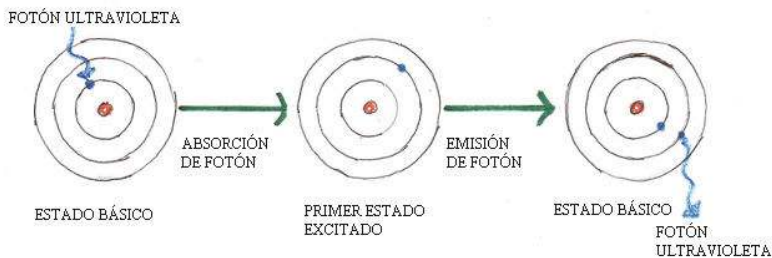 FOTÓN ULTRAVIOLETA
ABSORCIÓN
DE FOTÓN
EMISIÓN
DE FOTÓN
ESTADO BÁSICO
PRIMER ESTADO
EXCITADO
ESTADO BÁSICO
FOTÓN
ULTRAVIOLETA